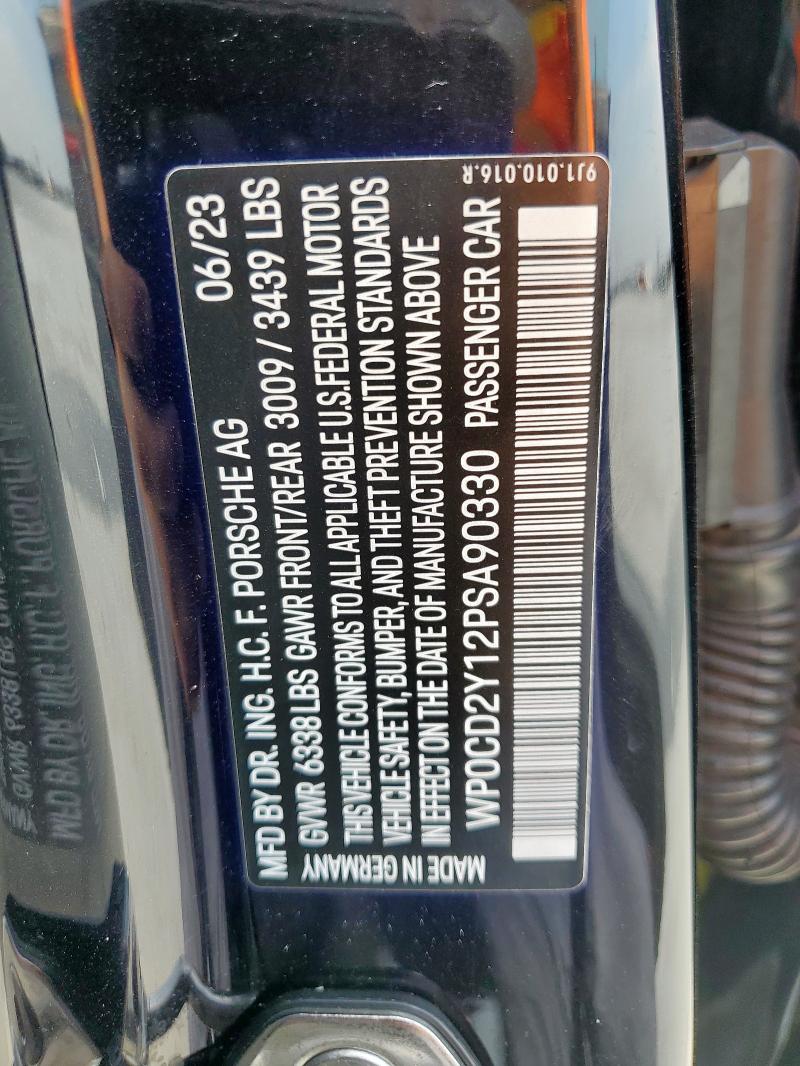 MFD BY DR. ING. H.C. F. PORSCHE AG 06/23
GVWR 6338 LBS GAWR FRONT/REAR 3009 / 3439 LBS
THIS VEHICLE CONFORMS TO ALL APPLICABLE U.S.FEDERAL MOTOR
VEHICLE SAFETY, BUMPER, AND THEFT PREVENTION STANDARDS
IN EFFECT ON THE DATE OF MANUFACTURE SHOWN ABOVE
WP0CD2Y12PSA90330 PASSENGER CAR
MADE IN GERMANY
9J1.010.016.R